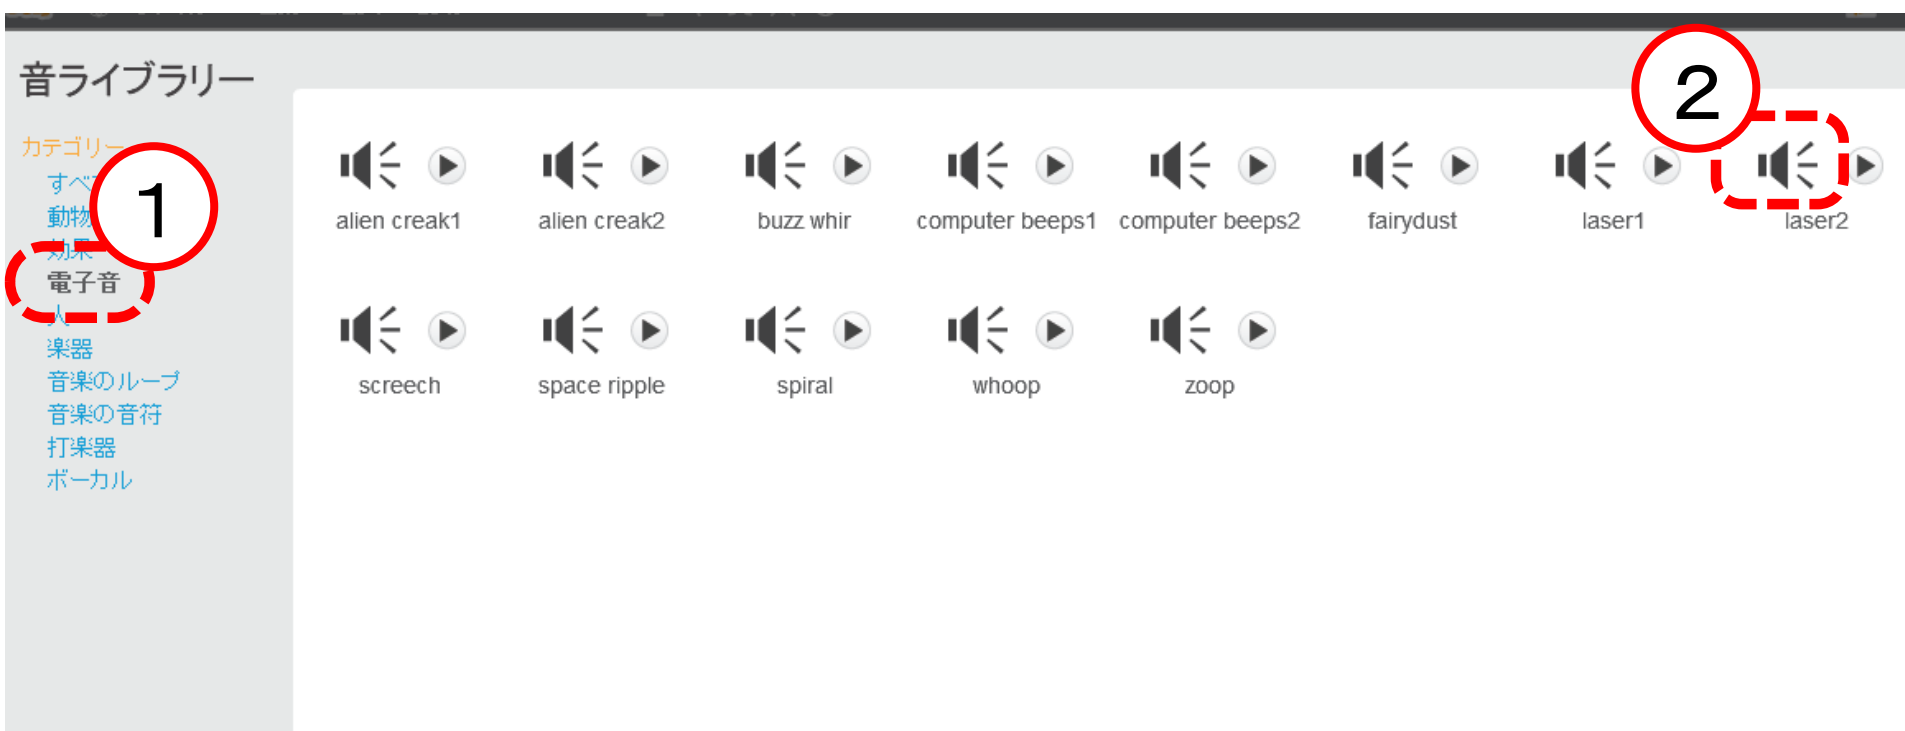 音ライブラリー
カテゴリー
動物
効果
電子音
人
楽器
音楽のループ
音楽の音符
打楽器
ボーカル
1
2
alien creak1 alien creak2 buzz whir computer beeps1 computer beeps2 fairydust laser1 laser2
screech space ripple spiral whoop zoop